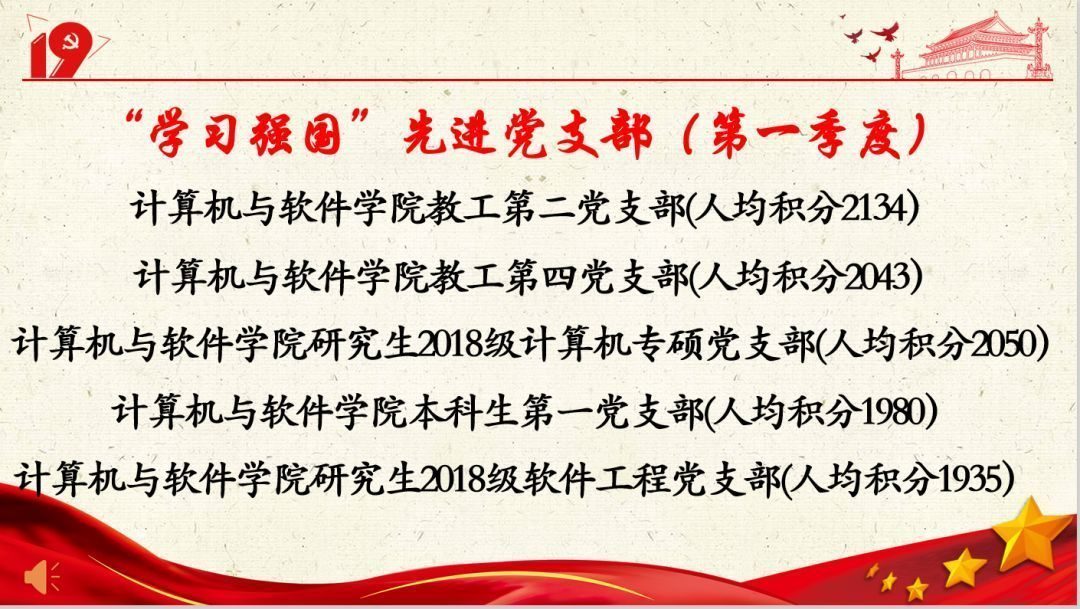 19
“学习强国”先进党支部（第一季度）
计算机与软件学院教工第二党支部(人均积分2134)
计算机与软件学院教工第四党支部(人均积分2043)
计算机与软件学院研究生2018级计算机专硕党支部(人均积分2050)
计算机与软件学院本科生第一党支部(人均积分1980)
计算机与软件学院研究生2018级软件工程党支部(人均积分1935)